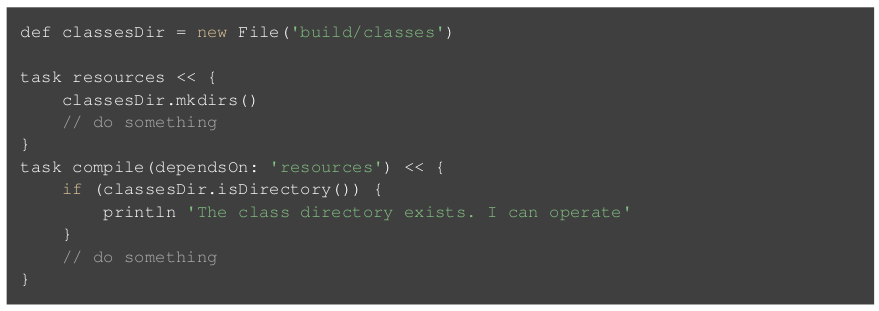 def classesDir = new File('build/classes')

task resources << {
    classesDir.mkdirs()
    // do something
}
task compile(dependsOn: 'resources') << {
    if (classesDir.isDirectory()) {
        println 'The class directory exists. I can operate'
    }
    // do something
}